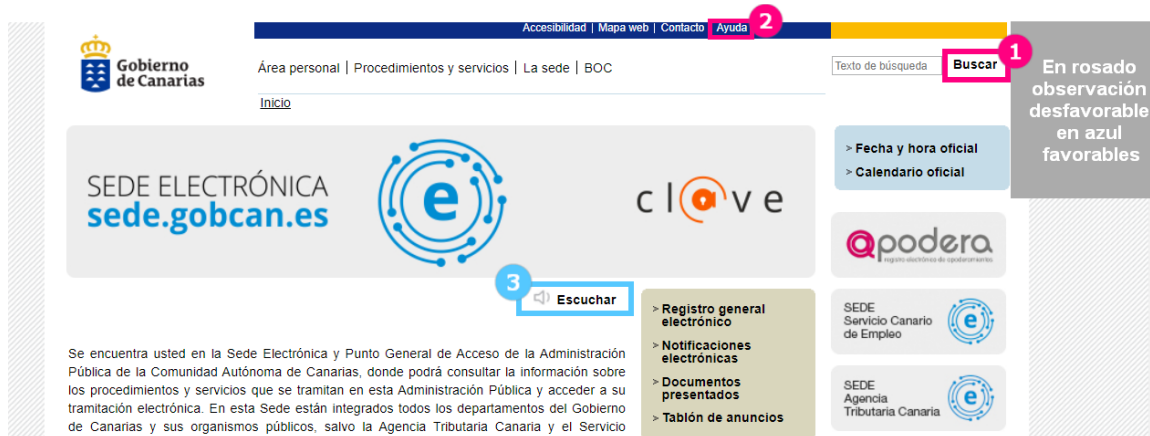 Accesibilidad | Mapa web | Contacto | Ayuda
2
Gobierno
de Canarias
Área personal | Procedimientos y servicios | La sede | BOC
Texto de búsqueda
Buscar
1
Inicio
En rosado
observación
desfavorable
en azul
favorables
SEDE ELECTRÓNICA
sede.gobcan.es
e
cl@ve
> Fecha y hora oficial
> Calendario oficial
@podera
registro electrónico de apoderamientos
3
Escuchar
> Registro general
electrónico
> Notificaciones
electrónicas
> Documentos
presentados
> Tablón de anuncios
SEDE
Servicio Canario
de Empleo
e
SEDE
Agencia
Tributaria Canaria
e
Se encuentra usted en la Sede Electrónica y Punto General de Acceso de la Administración
Pública de la Comunidad Autónoma de Canarias, donde podrá consultar la información sobre
los procedimientos y servicios que se tramitan en esta Administración Pública y acceder a su
tramitación electrónica. En esta Sede están integrados todos los departamentos del Gobierno
de Canarias y sus organismos públicos, salvo la Agencia Tributaria Canaria y el Servicio